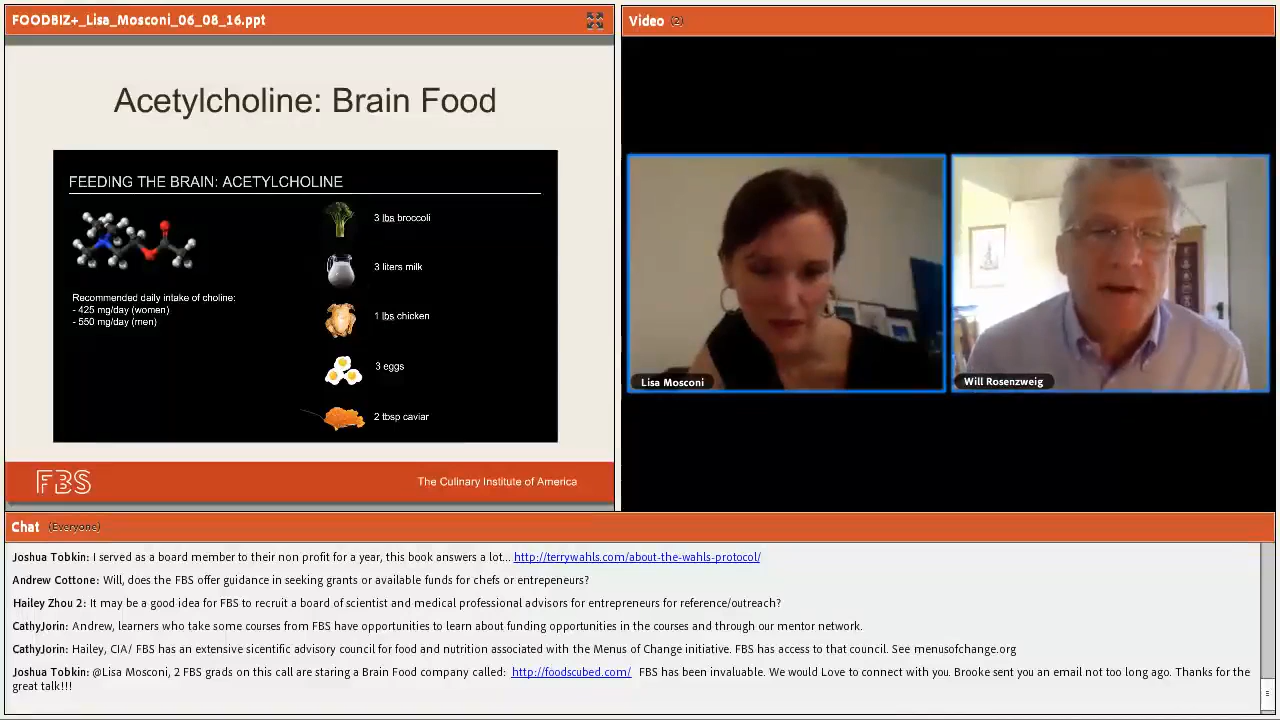 FOODBIZ+_Lisa_Mosconi_06_08_16.ppt
Acetylcholine: Brain Food
FEEDING THE BRAIN: ACETYLCHOLINE
Recommended daily intake of choline:
- 425 mg/day (women)
- 550 mg/day (men)
3 lbs broccoli
3 liters milk
1 lbs chicken
3 eggs
2 tbsp caviar
FBS
The Culinary Institute of America
Video (2)
Lisa Mosconi
Will Rosenzweig
Chat (Everyone)
Joshua Tobkin: I served as a board member to their non profit for a year, this book answers a lot... http://terrywahls.com/about-the-wahls-protocol/
Andrew Cottone: Will, does the FBS offer guidance in seeking grants or available funds for chefs or entrepeneurs?
Hailey Zhou 2: It may be a good idea for FBS to recruit a board of scientist and medical professional advisors for entrepreneurs for reference/outreach?
CathyJorin: Andrew, learners who take some courses from FBS have opportunities to learn about funding opportunities in the courses and through our mentor network.
CathyJorin: Hailey, CIA/ FBS has an extensive sicentific advisory council for food and nutrition associated with the Menus of Change initiative. FBS has access to that council. See menusofchange.org
Joshua Tobkin: @Lisa Mosconi, 2 FBS grads on this call are staring a Brain Food company called: http://foodscubed.com/ FBS has been invaluable. We would Love to connect with you. Brooke sent you an email not too long ago. Thanks for the
great talk!!!